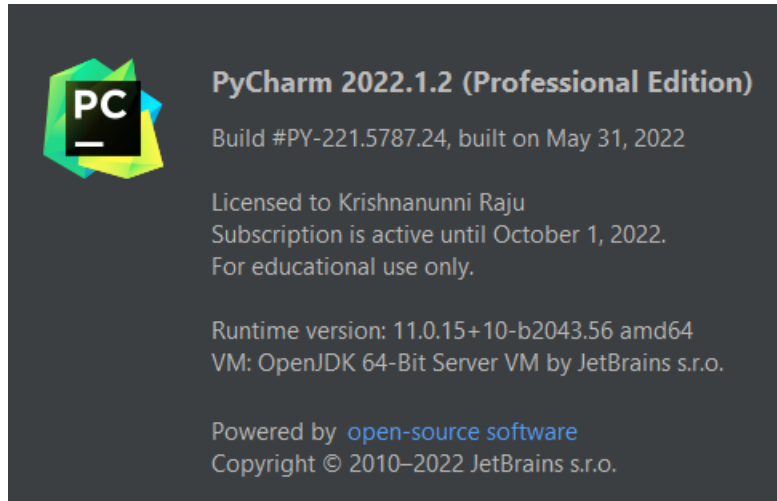 PC
PyCharm 2022.1.2 (Professional Edition)
Build #PY-221.5787.24, built on May 31, 2022
Licensed to Krishnanunni Raju
Subscription is active until October 1, 2022.
For educational use only.
Runtime version: 11.0.15+10-b2043.56 amd64
VM: OpenJDK 64-Bit Server VM by JetBrains s.r.o.
Powered by open-source software
Copyright © 2010–2022 JetBrains s.r.o.